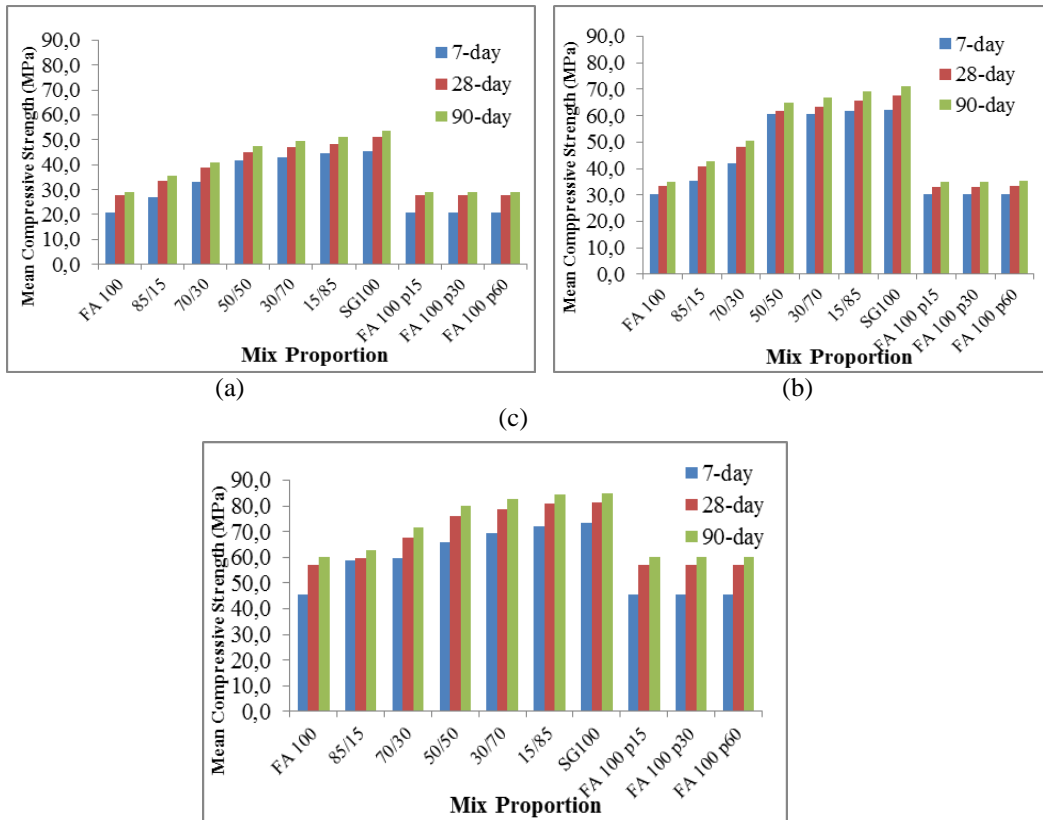 90,0
80,0
70,0
60,0
50,0
40,0
30,0
20,0
10,0
0,0
Mean Compressive Strength (MPa)
7-day
28-day
90-day
FA 100
85/15
70/30
50/50
30/70
15/85
SG100
FA 100 p15
FA 100 p30
FA 100 p60
Mix Proportion
(a)
90,0
80,0
70,0
60,0
50,0
40,0
30,0
20,0
10,0
0,0
Mean Comppressive Strength (MPa)
7-day
28-day
90-day
FA 100
85/15
70/30
50/50
30/70
15/85
SG100
FA 100 p15
FA 100 p30
FA 100 p60
Mix Proportion
(b)
(c)
90,0
80,0
70,0
60,0
50,0
40,0
30,0
20,0
10,0
0,0
Mean Compressive Strength (MPa)
7-day
28-day
90-day
FA 100
85/15
70/30
50/50
30/70
15/85
SG100
FA 100 p15
FA 100 p30
FA 100 p60
Mix Proportion